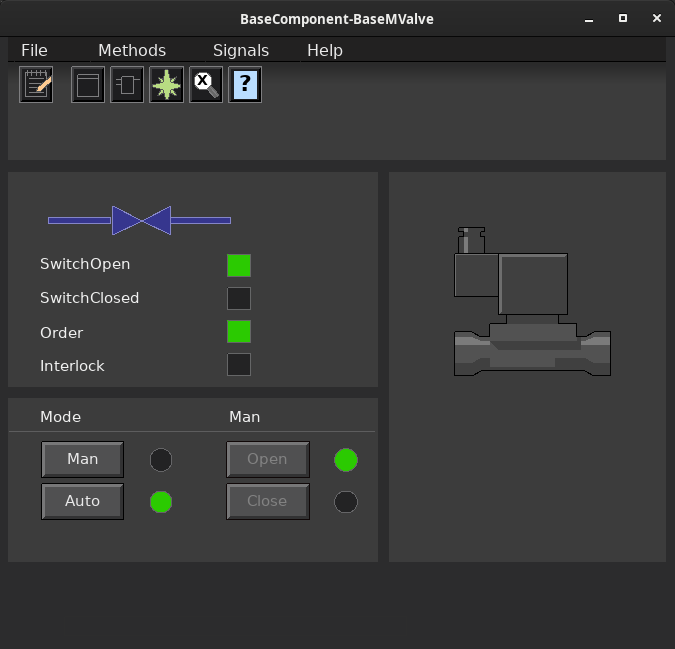 BaseComponent-BaseMValve
File Methods Signals Help
X ?
SwitchOpen
SwitchClosed
Order
Interlock
Mode Man
Man Open
Auto Close